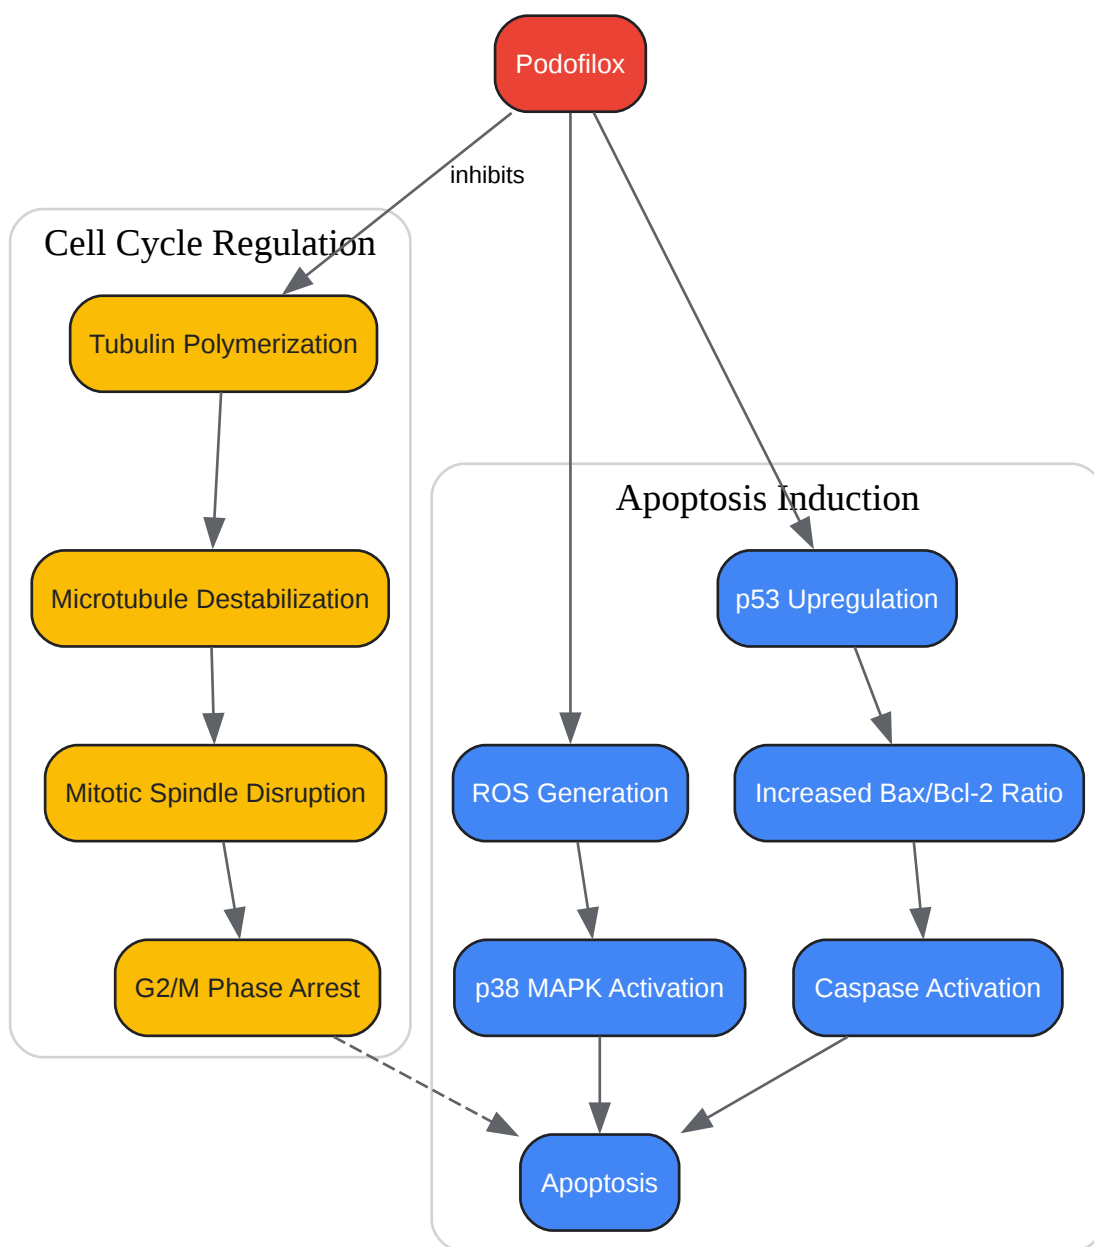 Podofilox
inhibits
Cell Cycle Regulation
Tubulin Polymerization
Microtubule Destabilization
Mitotic Spindle Disruption
G2/M Phase Arrest
Apoptosis Induction
p53 Upregulation
ROS Generation
Increased Bax/Bcl-2 Ratio
p38 MAPK Activation
Caspase Activation
Apoptosis